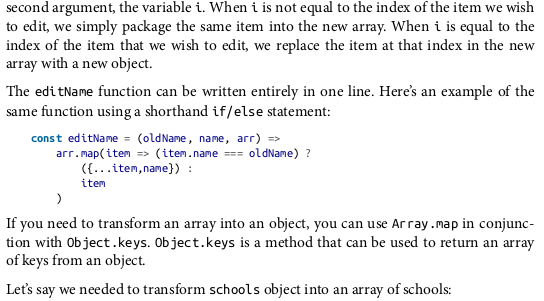 second argument, the variable i. When i is not equal to the index of the item we wish
to edit, we simply package the same item into the new array. When i is equal to the
index of the item that we wish to edit, we replace the item at that index in the new
array with a new object.
The editName function can be written entirely in one line. Here’s an example of the
same function using a shorthand if/else statement:
const editName = (oldName, name, arr) =>
    arr.map(item => (item.name === oldName) ?
        ({...item,name}) :
        item
    )
If you need to transform an array into an object, you can use Array.map in conjunc-
tion with Object.keys. Object.keys is a method that can be used to return an array
of keys from an object.
Let’s say we needed to transform schools object into an array of schools: